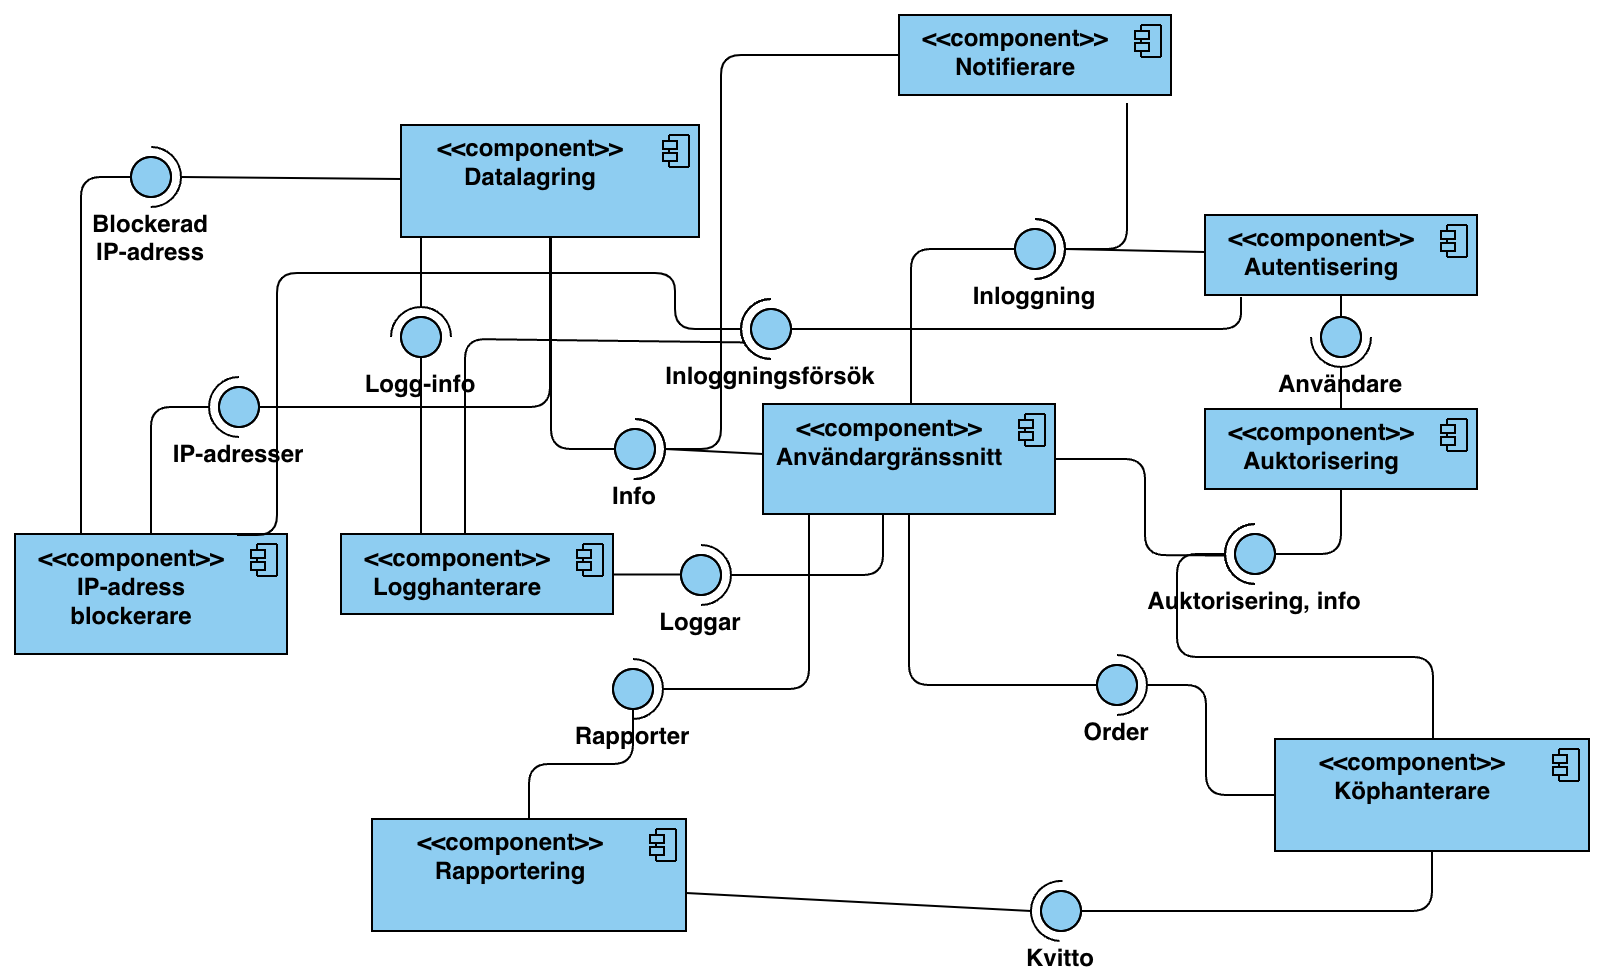 <<component>>
Notifierare
<<component>>
Datalagring
Blockerad
IP-adress
<<component>>
Autentisering
Inloggning
Logg-info
Inloggningsförsök
Användare
IP-adresser
<<component>>
Användargränssnitt
<<component>>
Auktorisering
Info
<<component>>
IP-adress
blockerare
<<component>>
Logghanterare
Loggar
Auktorisering, info
Rapporter
Order
<<component>>
Köphanterare
<<component>>
Rapportering
Kvitto